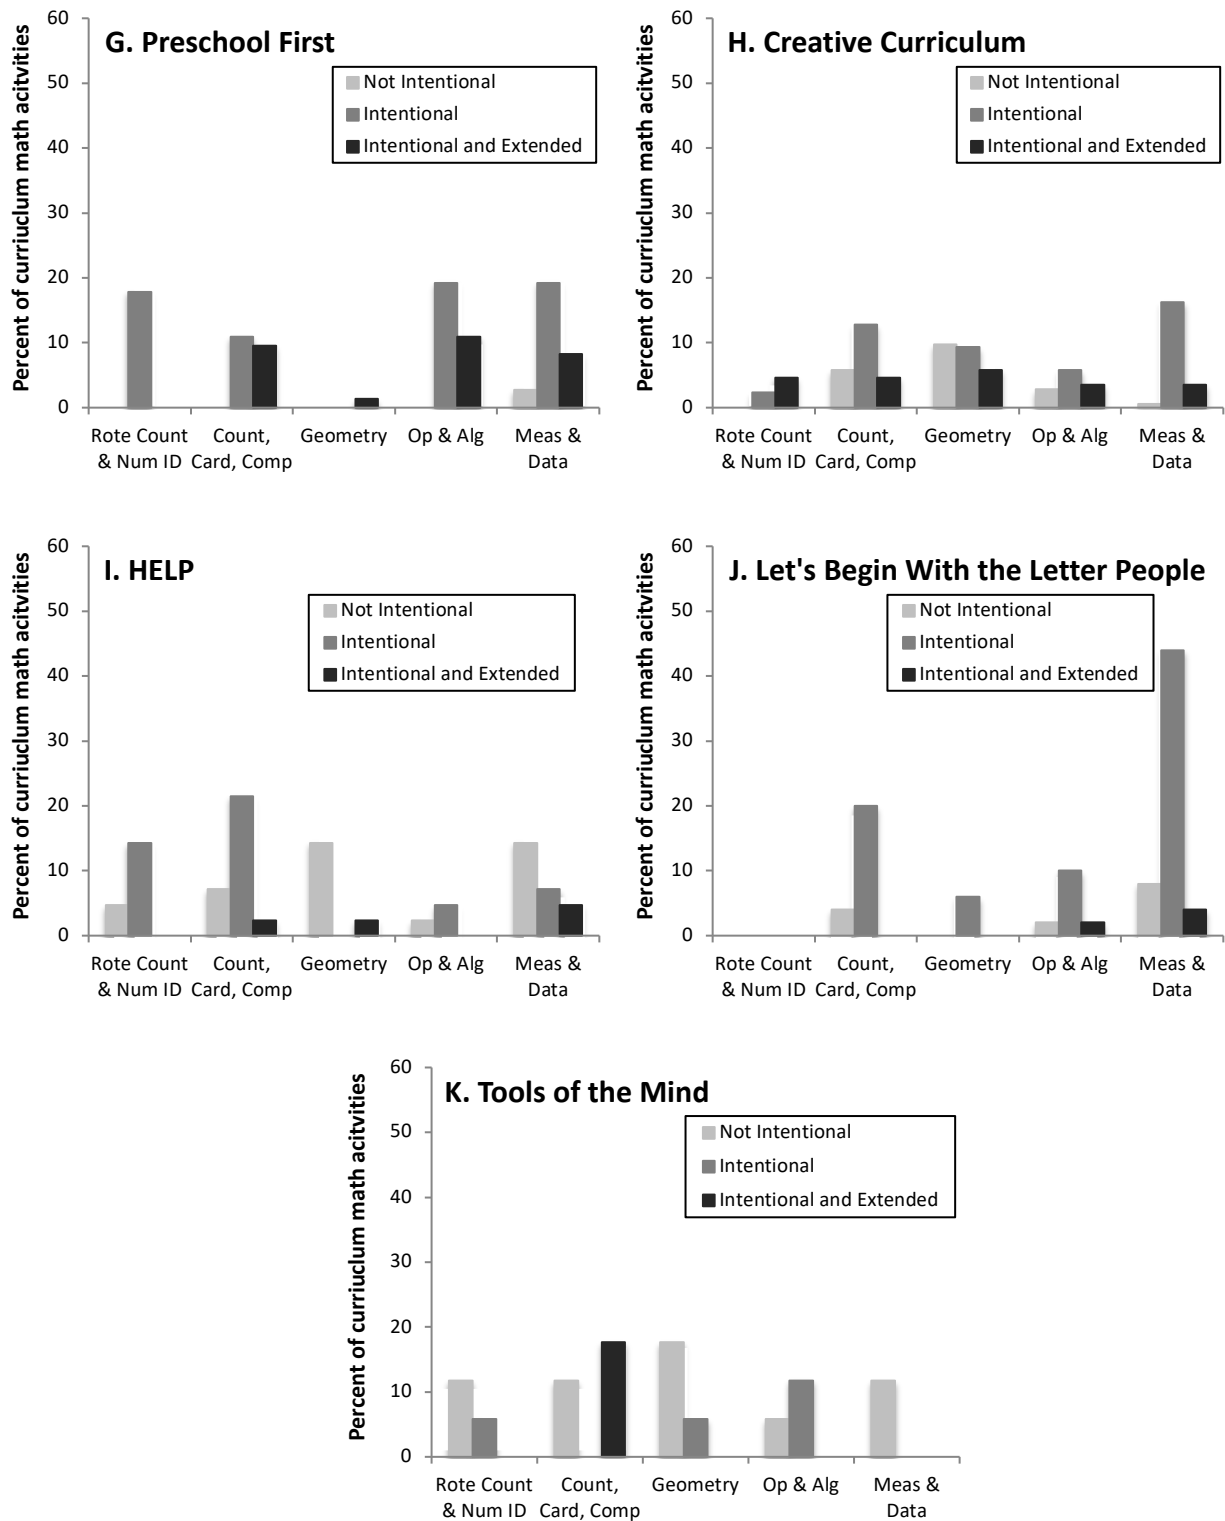 G. Preschool First
Percent of curriuclum math acitvities
60
50
40
30
20
10
0
Not Intentional
Intentional
Intentional and Extended
Rote Count
& Num ID
Count,
Card, Comp
Geometry
Op & Alg
Meas &
Data
H. Creative Curriculum
Percent of curriuclum math acitvities
60
50
40
30
20
10
0
Not Intentional
Intentional
Intentional and Extended
Rote Count
& Num ID
Count,
Card, Comp
Geometry
Op & Alg
Meas &
Data
I. HELP
Percent of curriuclum math acitvities
60
50
40
30
20
10
0
Not Intentional
Intentional
Intentional and Extended
Rote Count
& Num ID
Count,
Card, Comp
Geometry
Op & Alg
Meas &
Data
J. Let's Begin With the Letter People
Percent of curriuclum math acitvities
60
50
40
30
20
10
0
Not Intentional
Intentional
Intentional and Extended
Rote Count
& Num ID
Count,
Card, Comp
Geometry
Op & Alg
Meas &
Data
K. Tools of the Mind
Percent of curriuclum math acitvities
60
50
40
30
20
10
0
Not Intentional
Intentional
Intentional and Extended
Rote Count
& Num ID
Count,
Card, Comp
Geometry
Op & Alg
Meas &
Data